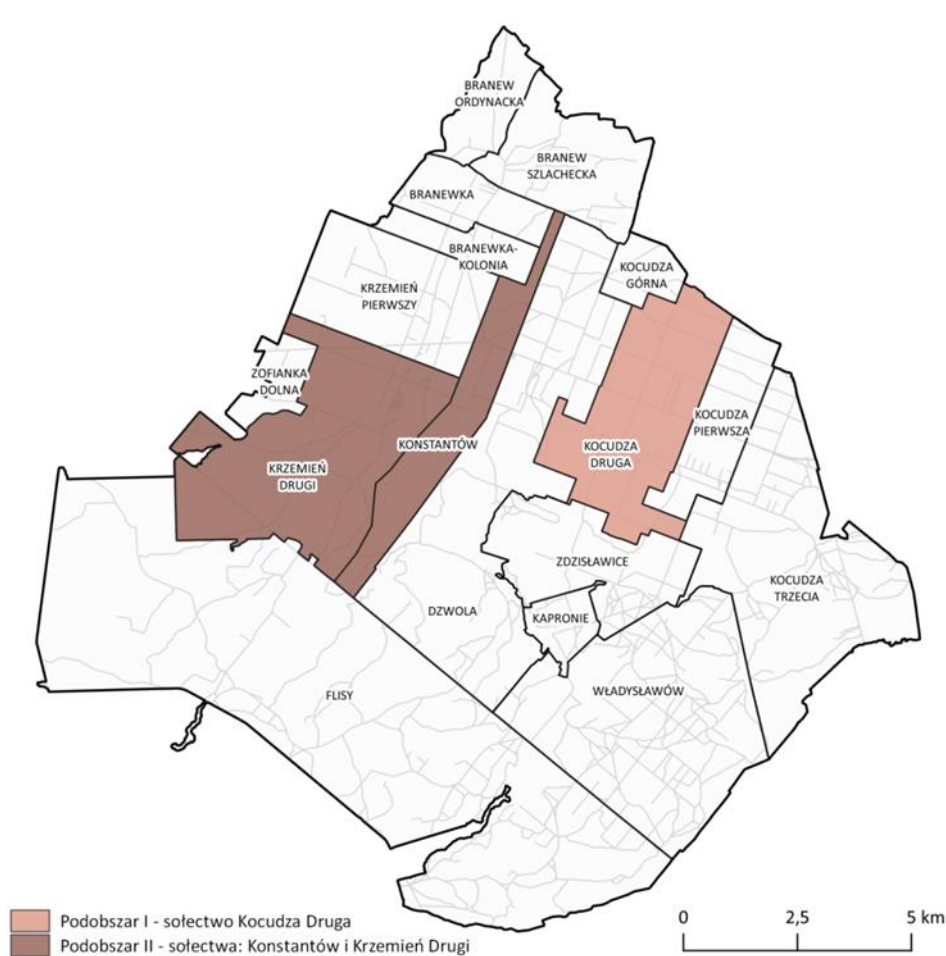 BRANEW
ORDYNACKA
BRANEW
SZLACHECKA
BRANEWKA
BRANEWKA-
KOLONIA
KOCUDZA
GÓRNA
KRZEMIEŃ
PIERWSZY
ZOFIANKA
DOLNA
KOCUDZA
PIERWSZA
KONSTANTÓW
KOCUDZA
DRUGA
KRZEMIEŃ
DRUGI
ZDZISŁAWICE
KOCUDZA
TRZECIA
DZWOLA
KAPRONIE
FLISY
WŁADYSŁAWÓW
Podobszar I - sołectwo Kocudza Druga
Podobszar II - sołectwa: Konstantów i Krzemień Drugi
0 2,5 5 km